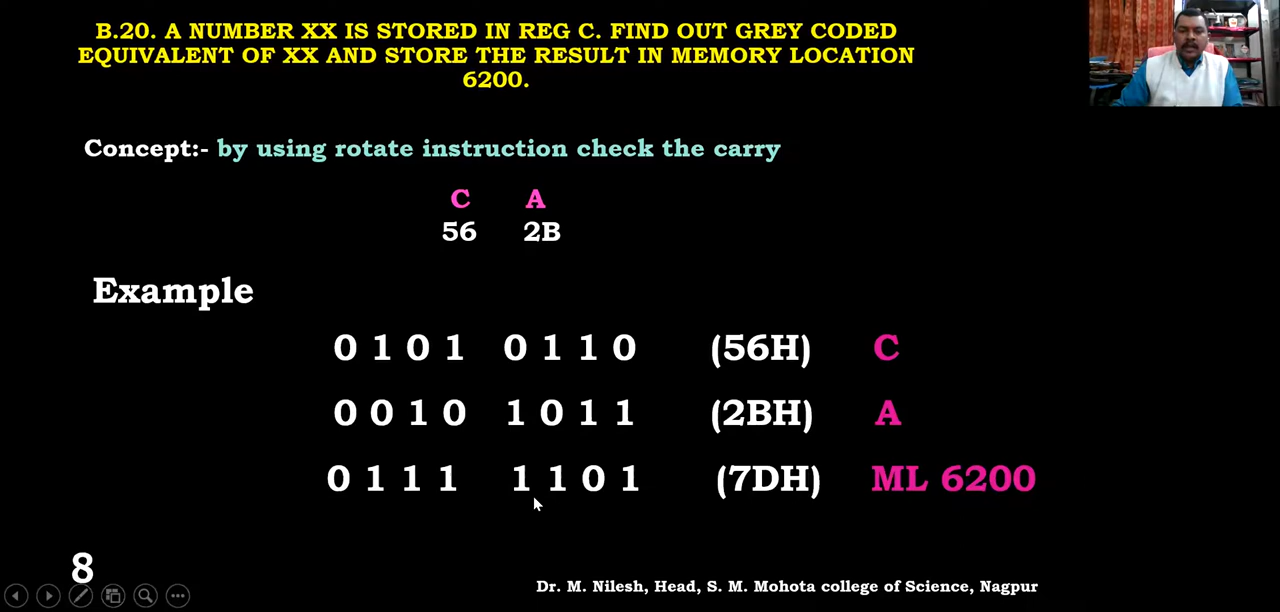 B.20. A NUMBER XX IS STORED IN REG C. FIND OUT GREY CODED
EQUIVALENT OF XX AND STORE THE RESULT IN MEMORY LOCATION
6200.
Concept:- by using rotate instruction check the carry
C A
56 2B
Example
0 1 0 1 0 1 1 0 (56H) C
0 0 1 0 1 0 1 1 (2BH) A
0 1 1 1 1 1 0 1 (7DH) ML 6200
8
Dr. M. Nilesh, Head, S. M. Mohota college of Science, Nagpur